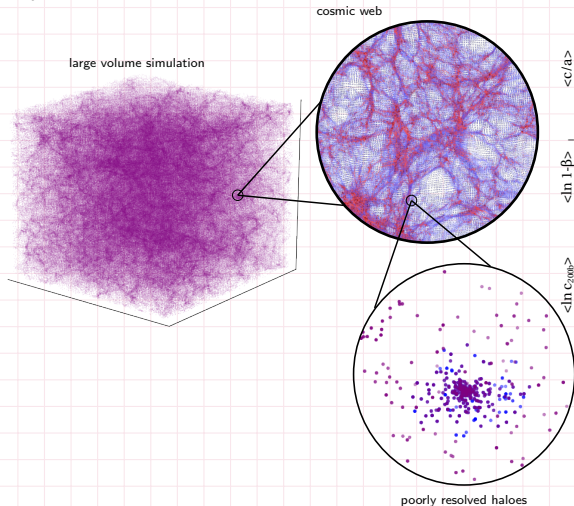 cosmic web
large volume simulation
<c/a>
<ln 1-β>
<ln c200b>
poorly resolved haloes